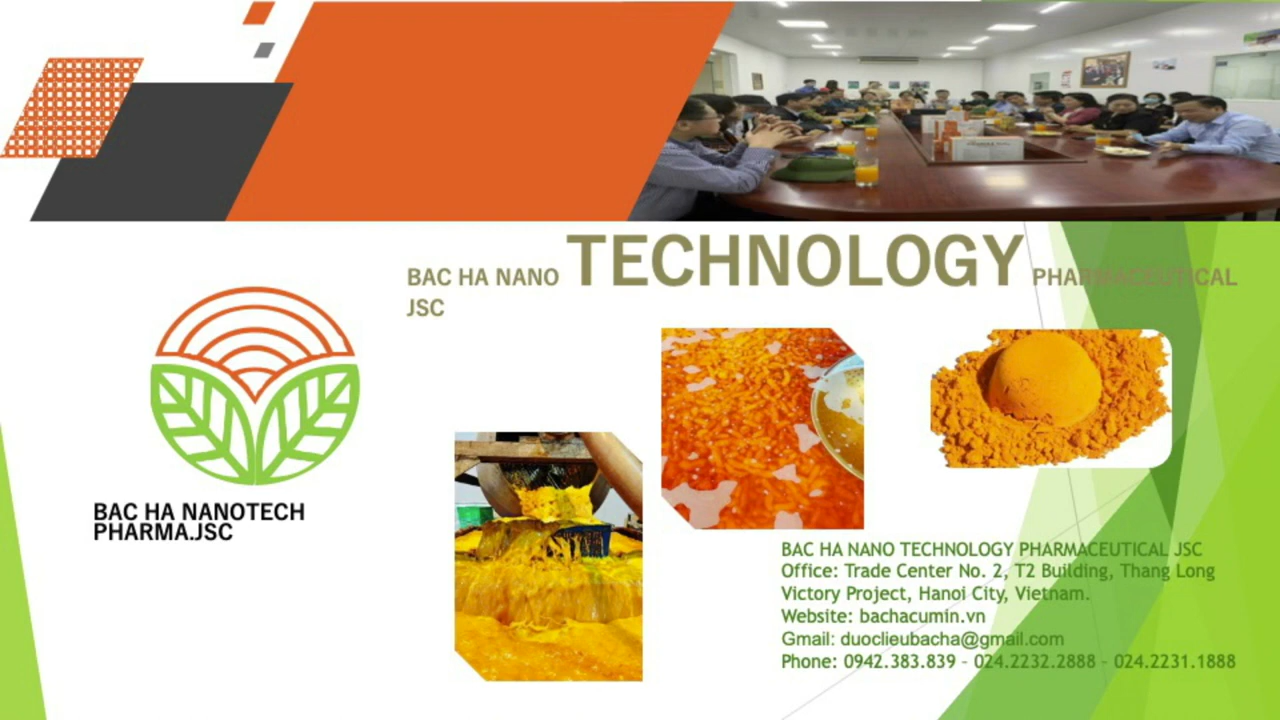 BAC HA NANO TECHNOLOGY PHARMACEUTICAL
JSC
BAC HA NANOTECH
PHARMA.JSC
BAC HA NANO TECHNOLOGY PHARMACEUTICAL JSC
Office: Trade Center No. 2, T2 Building, Thang Long
Victory Project, Hanoi City, Vietnam.
Website: bachacumin.vn
Gmail: duoclieubacha@gmail.com
Phone: 0942.383.839 - 024.2232.2888 - 024.2231.1888